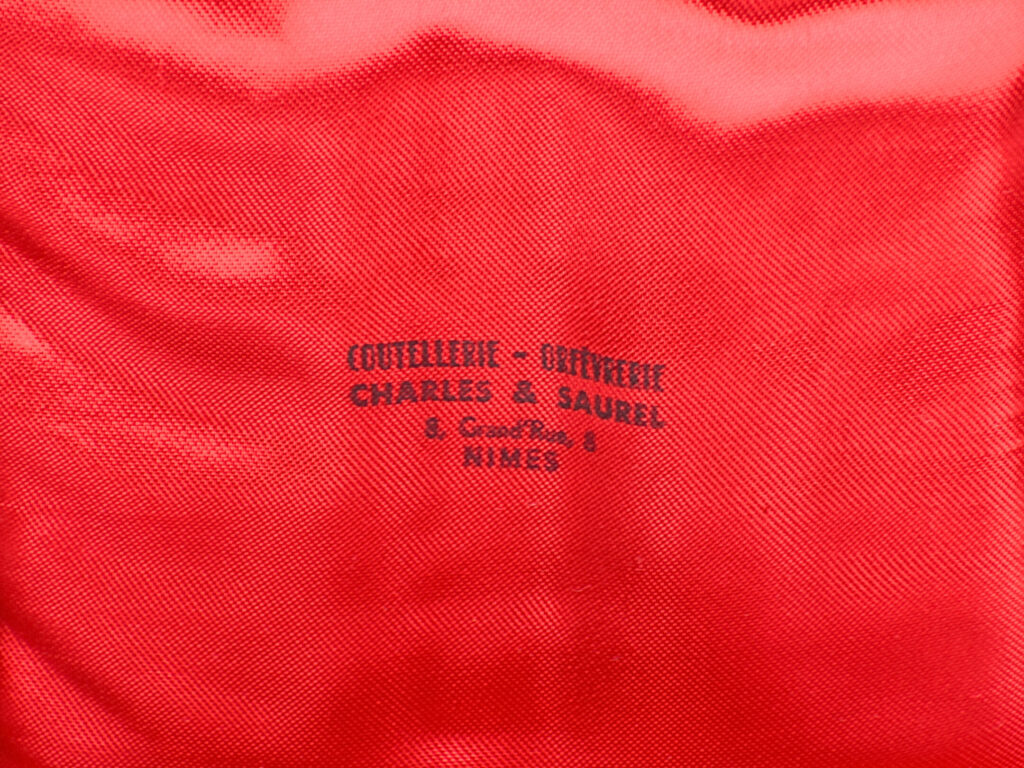 COUTELLERIE - ORFÈVRERIE
CHARLES & SAUREL
8, Grand'Rue, 8
NIMES